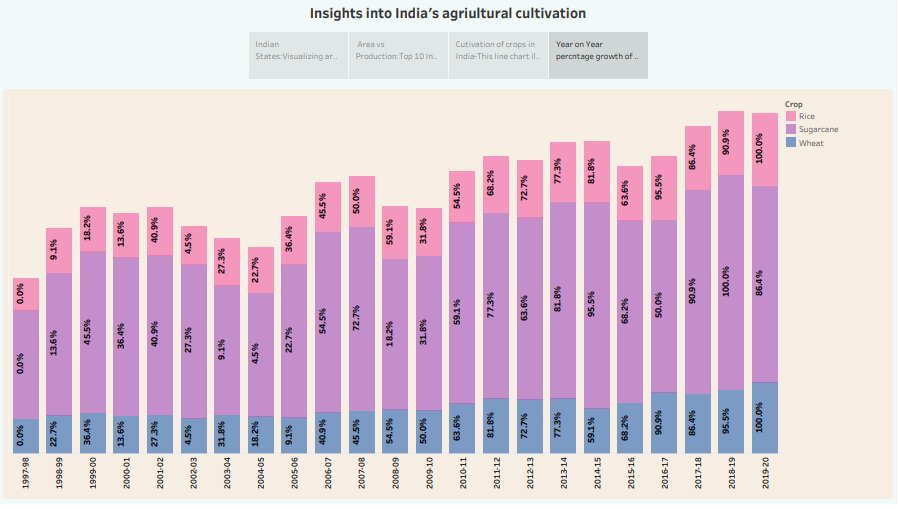 Insights into India's agriultural cultivation
Indian
States:Visualizing ar..
Area vs
Production:Top 10 In..
Cutivation of crops in
India-This line chart il..
Year on Year
percntage growth of ..
Crop
Rice
Sugarcane
Wheat
0.0% 9.1% 18.2% 13.6% 40.9% 4.5% 27.3% 22.7% 36.4% 45.5% 50.0% 59.1% 31.8% 54.5% 68.2% 72.7% 77.3% 81.8% 63.6% 95.5% 86.4% 90.9% 100.0%
0.0% 13.6% 45.5% 36.4% 40.9% 27.3% 9.1% 4.5% 22.7% 54.5% 72.7% 18.2% 31.8% 59.1% 77.3% 63.6% 81.8% 95.5% 68.2% 50.0% 90.9% 100.0% 86.4%
0.0% 22.7% 36.4% 13.6% 27.3% 4.5% 31.8% 18.2% 9.1% 40.9% 45.5% 54.5% 50.0% 63.6% 81.8% 72.7% 77.3% 59.1% 68.2% 90.9% 86.4% 95.5% 100.0%
1997-98 1998-99 1999-00 2000-01 2001-02 2002-03 2003-04 2004-05 2005-06 2006-07 2007-08 2008-09 2009-10 2010-11 2011-12 2012-13 2013-14 2014-15 2015-16 2016-17 2017-18 2018-19 2019-20